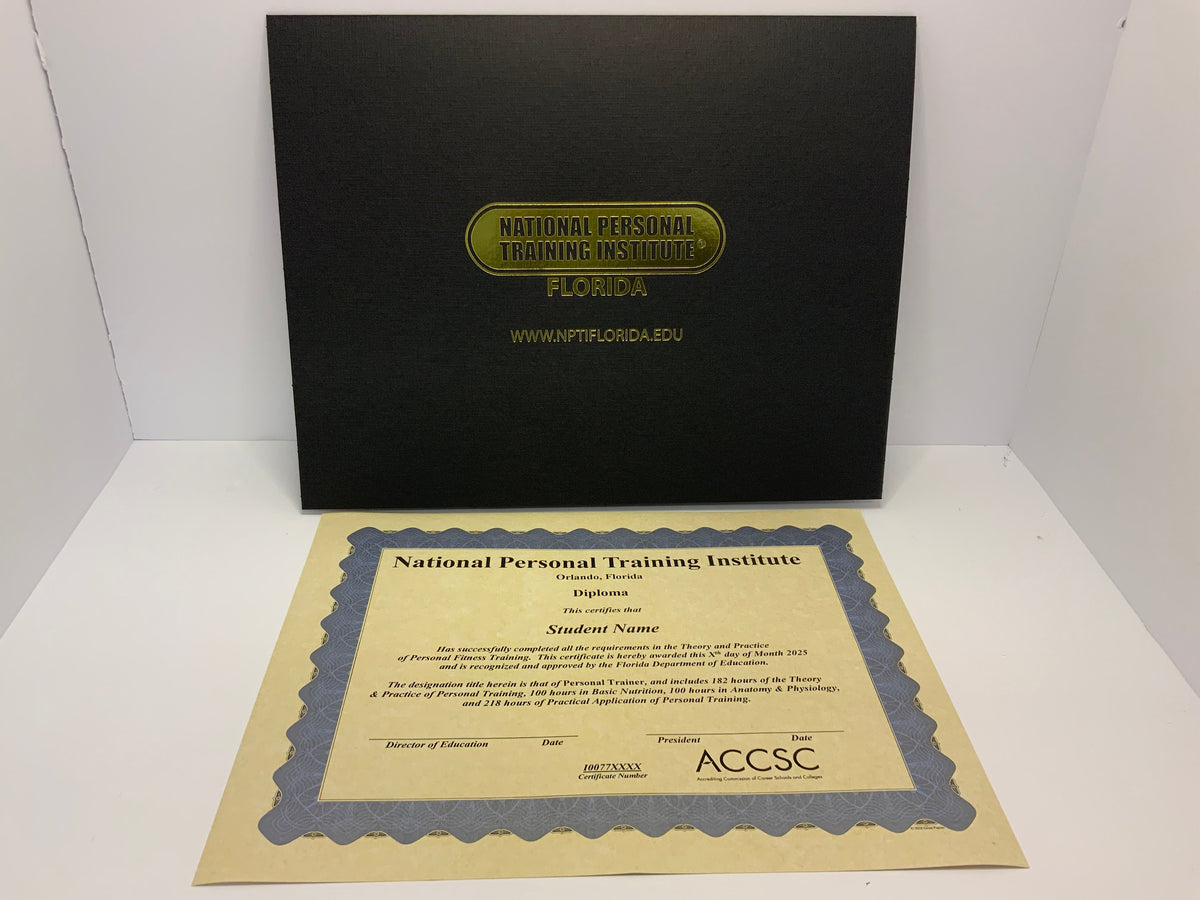 NATIONAL PERSONAL
TRAINING INSTITUTE®
FLORIDA
WWW.NPTIFLORIDA.EDU
National Personal Training Institute
Orlando, Florida
Diploma
This certifies that
Student Name
Has successfully completed all the requirements in the Theory and Practice
of Personal Fitness Training. This certificate is hereby awarded this Xth day of Month 2025
and is recognized and approved by the Florida Department of Education.
The designation title herein is that of Personal Trainer, and includes 182 hours of the Theory
& Practice of Personal Training, 100 hours in Basic Nutrition, 100 hours in Anatomy & Physiology,
and 218 hours of Practical Application of Personal Training.
Director of Education Date
President Date
I0077XXXX
Certificate Number
ACCSC
Accrediting Commission of Career Schools and Colleges